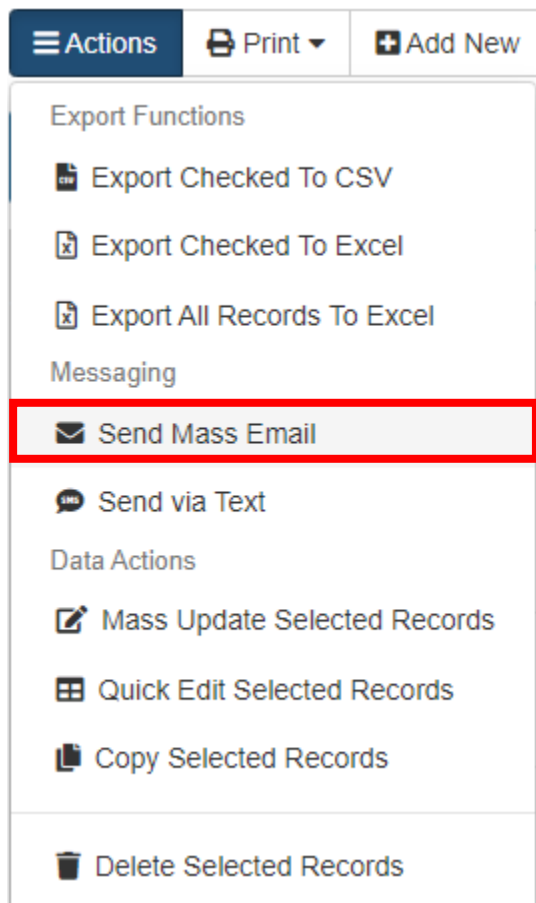 Actions Print Add New
Export Functions
CSV Export Checked To CSV
Export Checked To Excel
Export All Records To Excel
Messaging
Send Mass Email
SMS Send via Text
Data Actions
Mass Update Selected Records
Quick Edit Selected Records
Copy Selected Records
Delete Selected Records